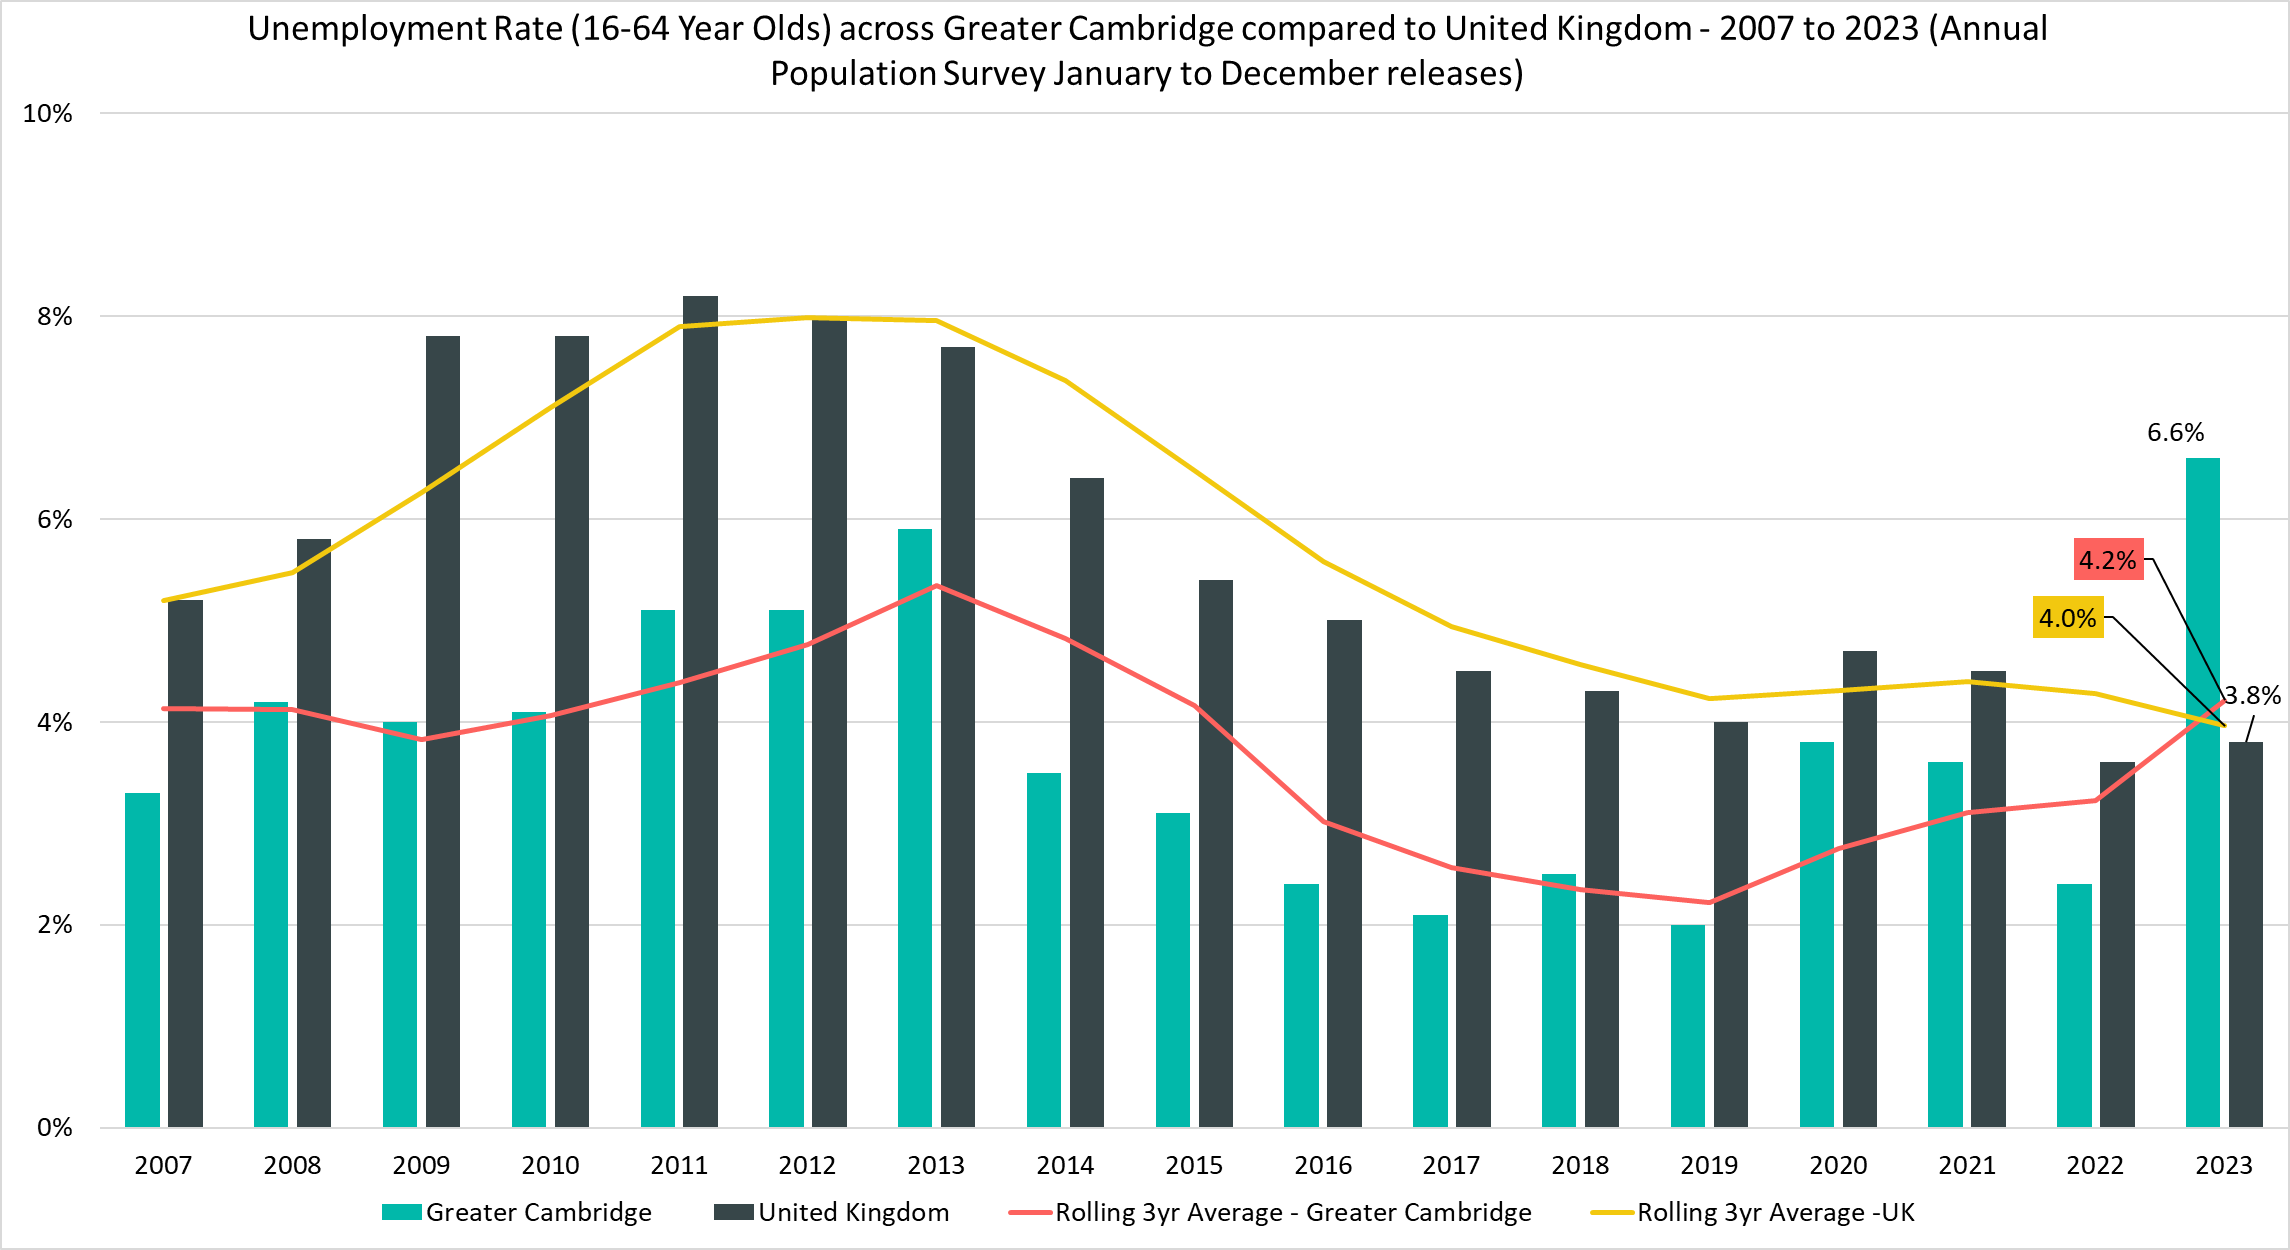 Unemployment Rate (16-64 Year Olds) across Greater Cambridge compared to United Kingdom - 2007 to 2023 (Annual
Population Survey January to December releases)
10%
8%
6%
4%
2%
0%
6.6%
4.2%
4.0%
3.8%
2007 2008 2009 2010 2011 2012 2013 2014 2015 2016 2017 2018 2019 2020 2021 2022 2023
Greater Cambridge United Kingdom Rolling 3yr Average - Greater Cambridge Rolling 3yr Average -UK